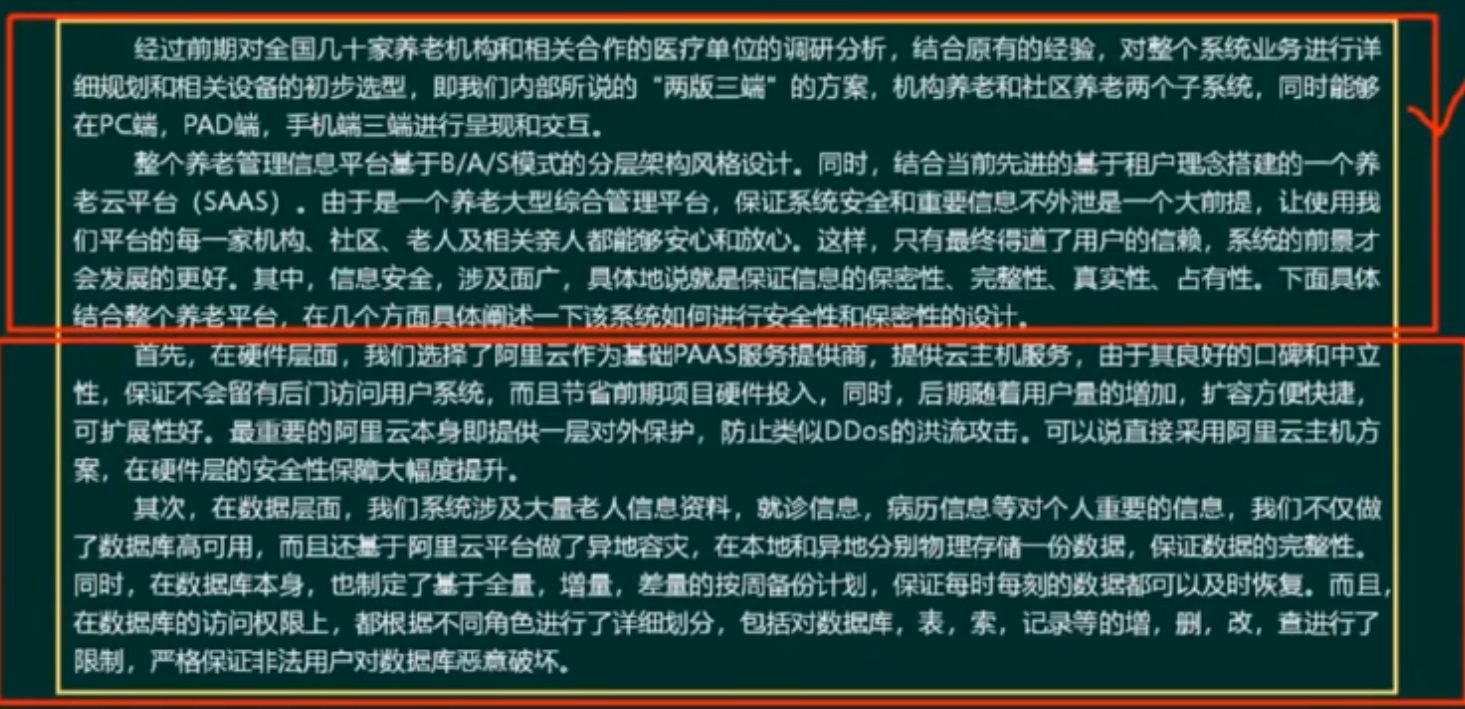 经过前期对全国几十家养老机构和相关合作的医疗单位的调研分析，结合原有的经验，对整个系统业务进行详
细规划和相关设备的初步选型，即我们内部所说的“两版三端”的方案，机构养老和社区养老两个子系统，同时能够
在PC端，PAD端，手机端三端进行呈现和交互。
整个养老管理信息平台基于B/A/S模式的分层架构风格设计。同时，结合当前先进的基于租户理念搭建的一个养
老云平台（SAAS）。由于是一个养老大型综合管理平台，保证系统安全和重要信息不外泄是一个大前提，让使用我
们平台的每一家机构、社区、老人及相关亲人都能够安心和放心。这样，只有最终得道了用户的信赖，系统的前景才
会发展的更好。其中，信息安全，涉及面广，具体地说就是保证信息的保密性、完整性、真实性、占有性。下面具体
结合整个养老平台，在几个方面具体阐述一下该系统如何进行安全性和保密性的设计。
首先，在硬件层面，我们选择了阿里云作为基础PAAS服务提供商，提供云主机服务，由于其良好的口碑和中立
性，保证不会留有后门访问用户系统，而且节省前期项目硬件投入，同时，后期随着用户量的增加，扩容方便快捷，
可扩展性好。最重要的阿里云本身即提供一层对外保护，防止类似DDos的洪流攻击。可以说直接采用阿里云主机方
案，在硬件层的安全性保障大幅度提升。
其次，在数据层面，我们系统涉及大量老人信息资料，就诊信息，病历信息等对个人重要的信息，我们不仅做
了数据库高可用，而且还基于阿里云平台做了异地容灾，在本地和异地分别物理存储一份数据，保证数据的完整性。
同时，在数据库本身，也制定了基于全量，增量，差量的按周备份计划，保证每时每刻的数据都可以及时恢复。而且，
在数据库的访问权限上，都根据不同角色进行了详细划分，包括对数据库，表，索，记录等的增，删，改，查进行了
限制，严格保证非法用户对数据库恶意破坏。